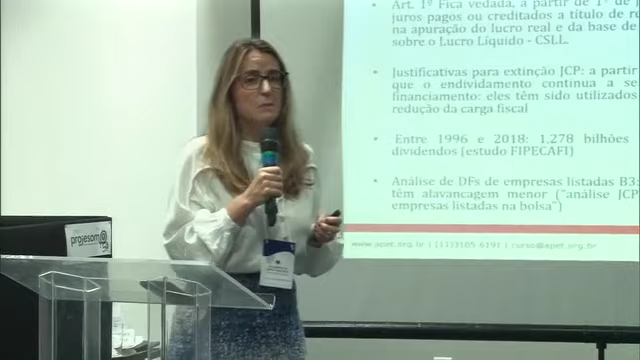 Art. 1º Fica vedada, a partir de 1º de
juros pagos ou creditados a título de re
na apuração do lucro real e da base de
sobre o Lucro Líquido - CSLL.
• Justificativas para extinção JCP: a partir
que o endividamento continua a se
financiamento: eles têm sido utilizados
redução da carga fiscal
• Entre 1996 e 2018: 1,278 bilhões
dividendos (estudo FIPECAFI)
• Análise de DFs de empresas listadas B3:
têm alavancagem menor ("análise JCP
empresas listadas na bolsa")
www.apet.org.br | (11)3105-6191 | curso@apet.org.br
projesom